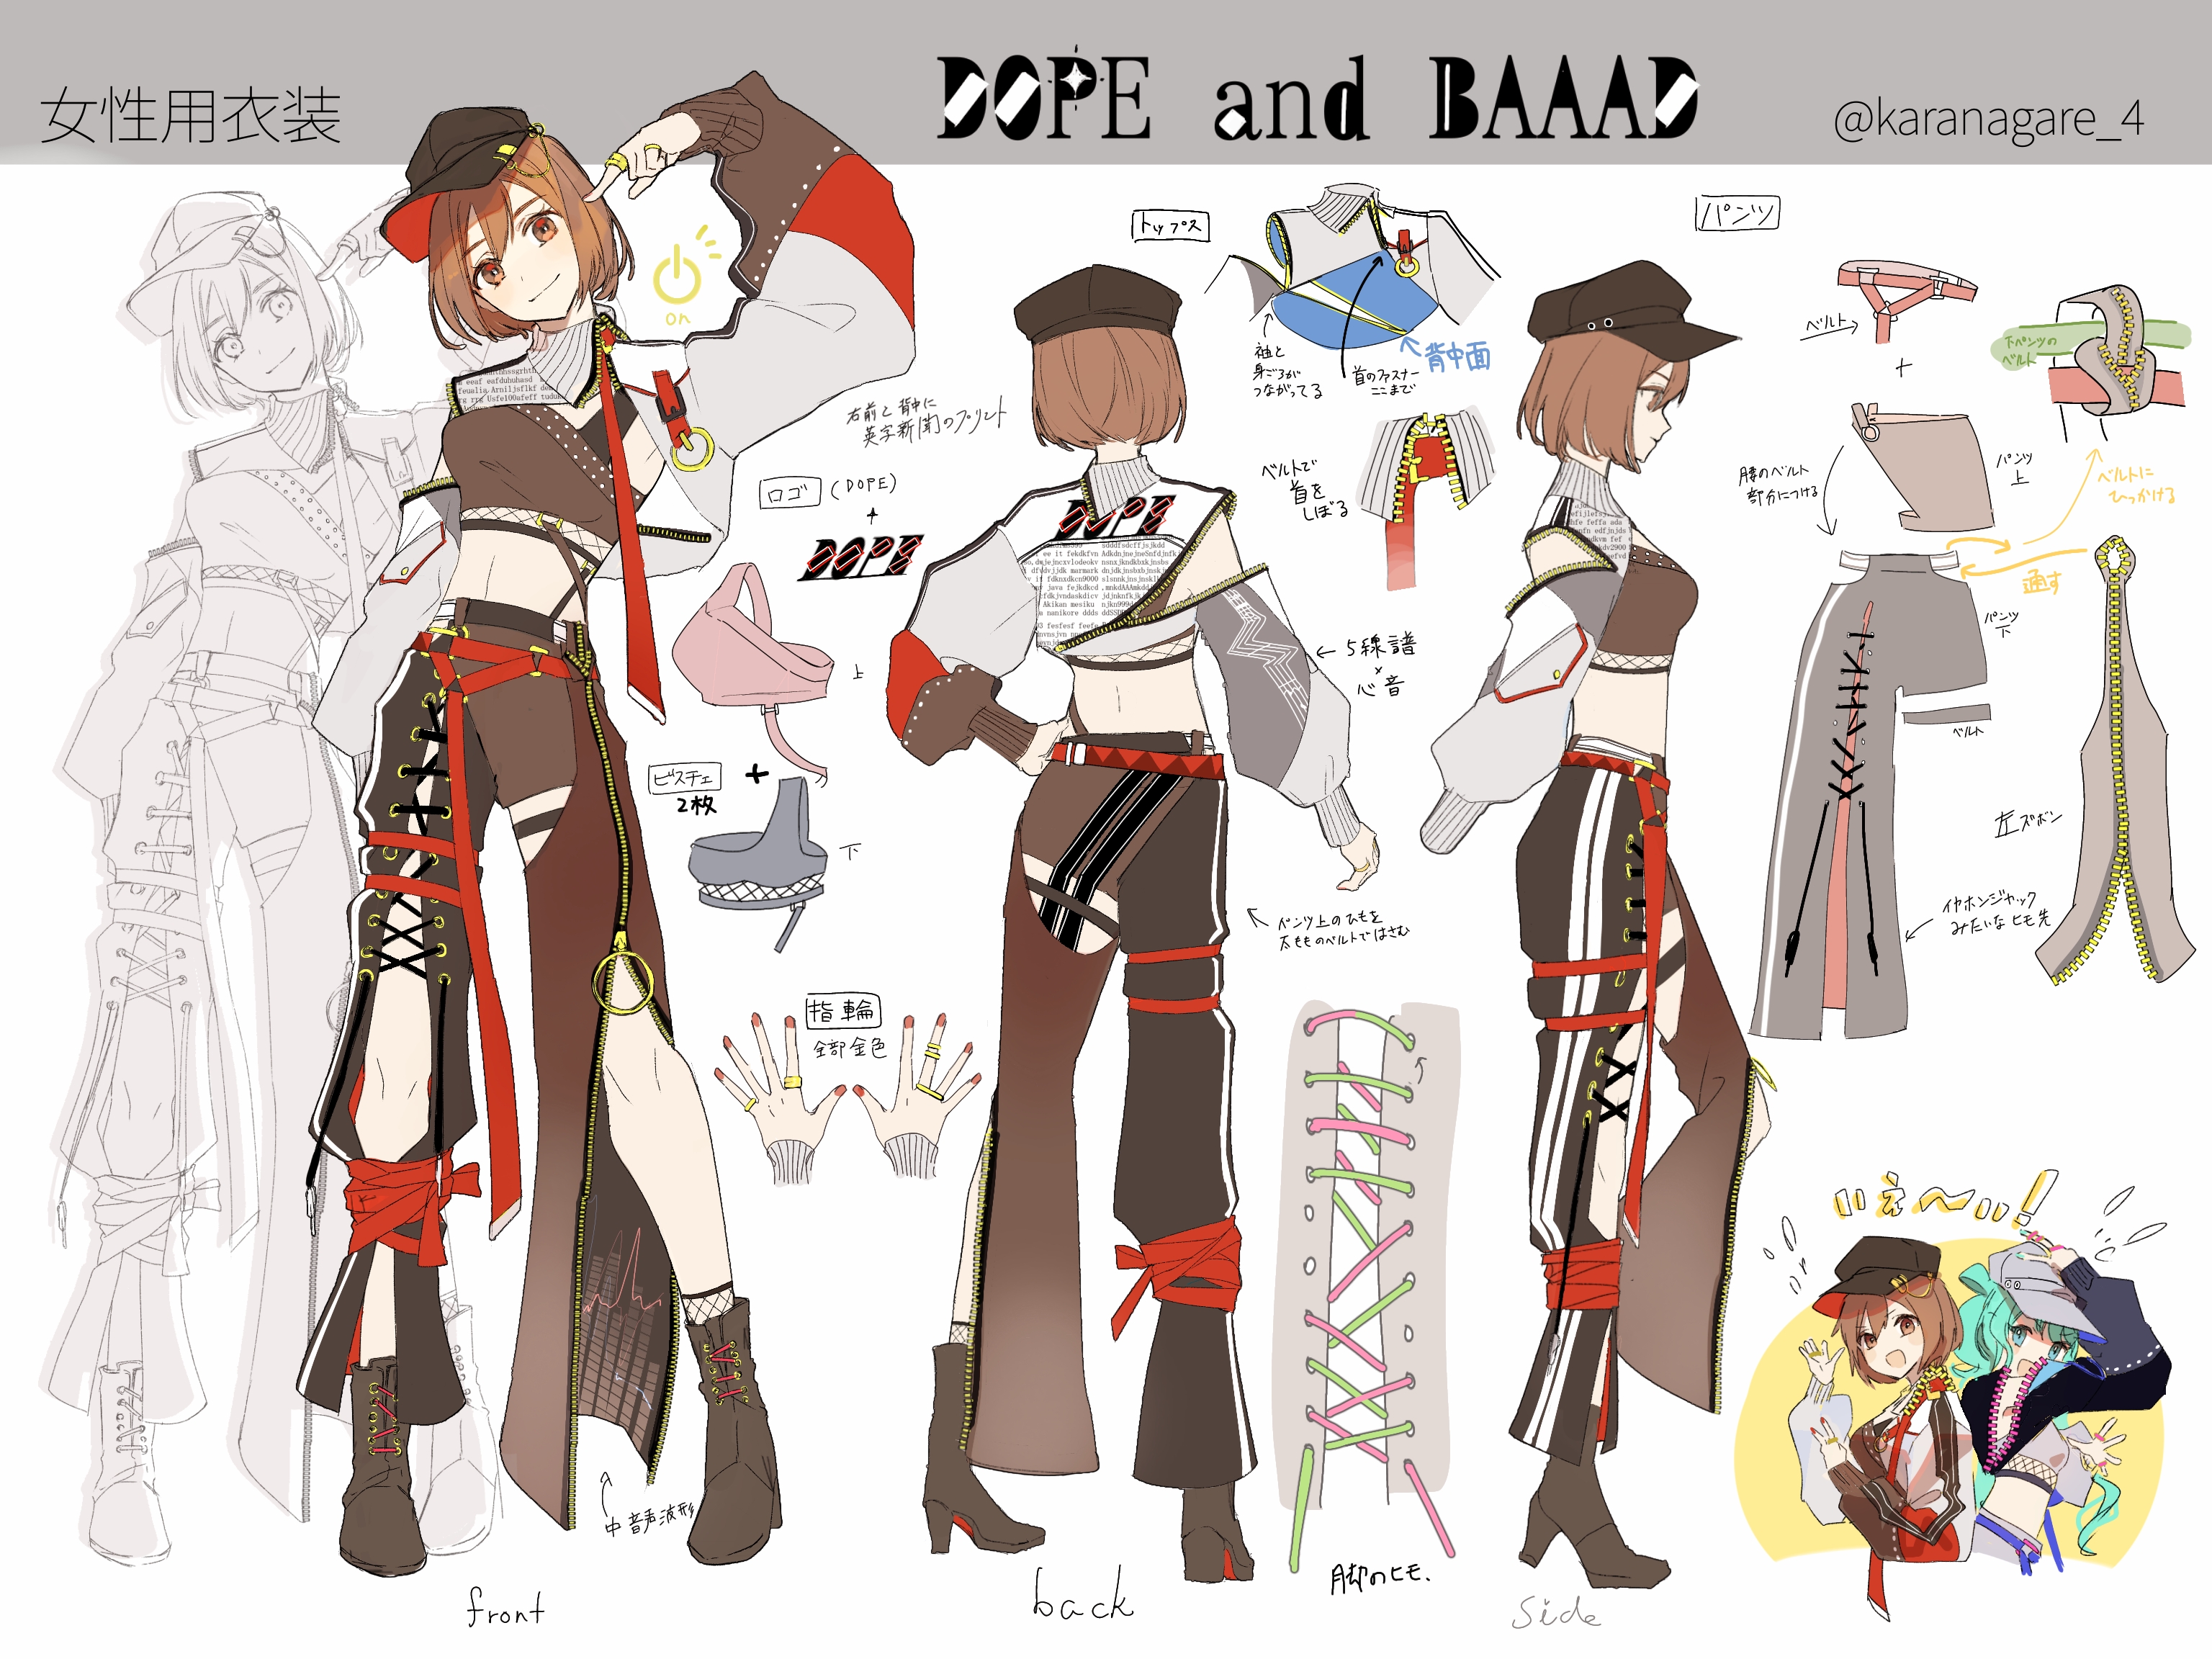 女性用衣装
DOPE and BAAAD
@karanagare_4
on
右前と背中に
英字新聞のプリント
ロゴ (DOPE)
DOPE
上
ビスチェ
2枚
下
指輪
全部金色
中 音声波形
front
トップス
袖と
身ごろが
つながってる
首のファスナー
ここまで
背中面
ベルトで
首を
しぼる
DOPE
← 5線譜
×
心音
パンツ上のひもを
太もものベルトではさむ
back
脚のヒモ.
side
パンツ
ベルト
下パンツの
ベルト
腰のベルト
部分につける
パンツ
上
ベルトに
ひっかける
通す
パンツ
下
ベルト
左ズボン
イヤホンジャック
みたいなヒモ先
いぇ〜い!